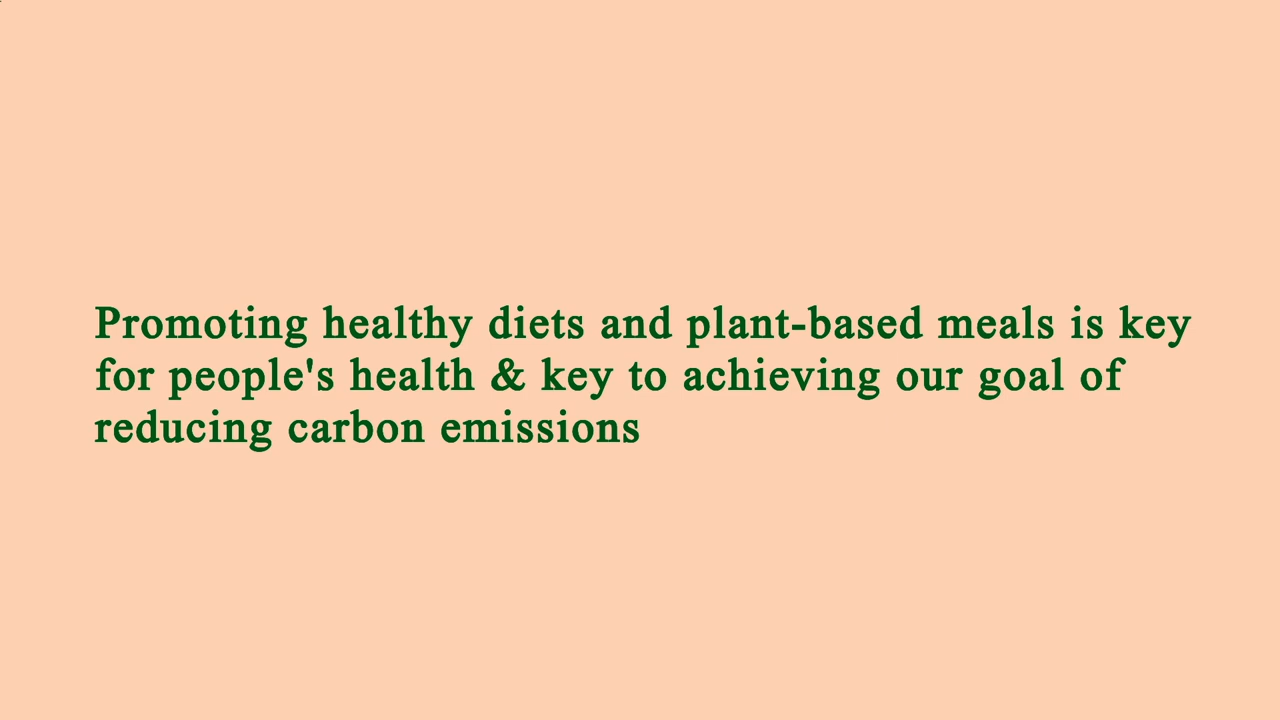 Promoting healthy diets and plant-based meals is key
for people's health & key to achieving our goal of
reducing carbon emissions